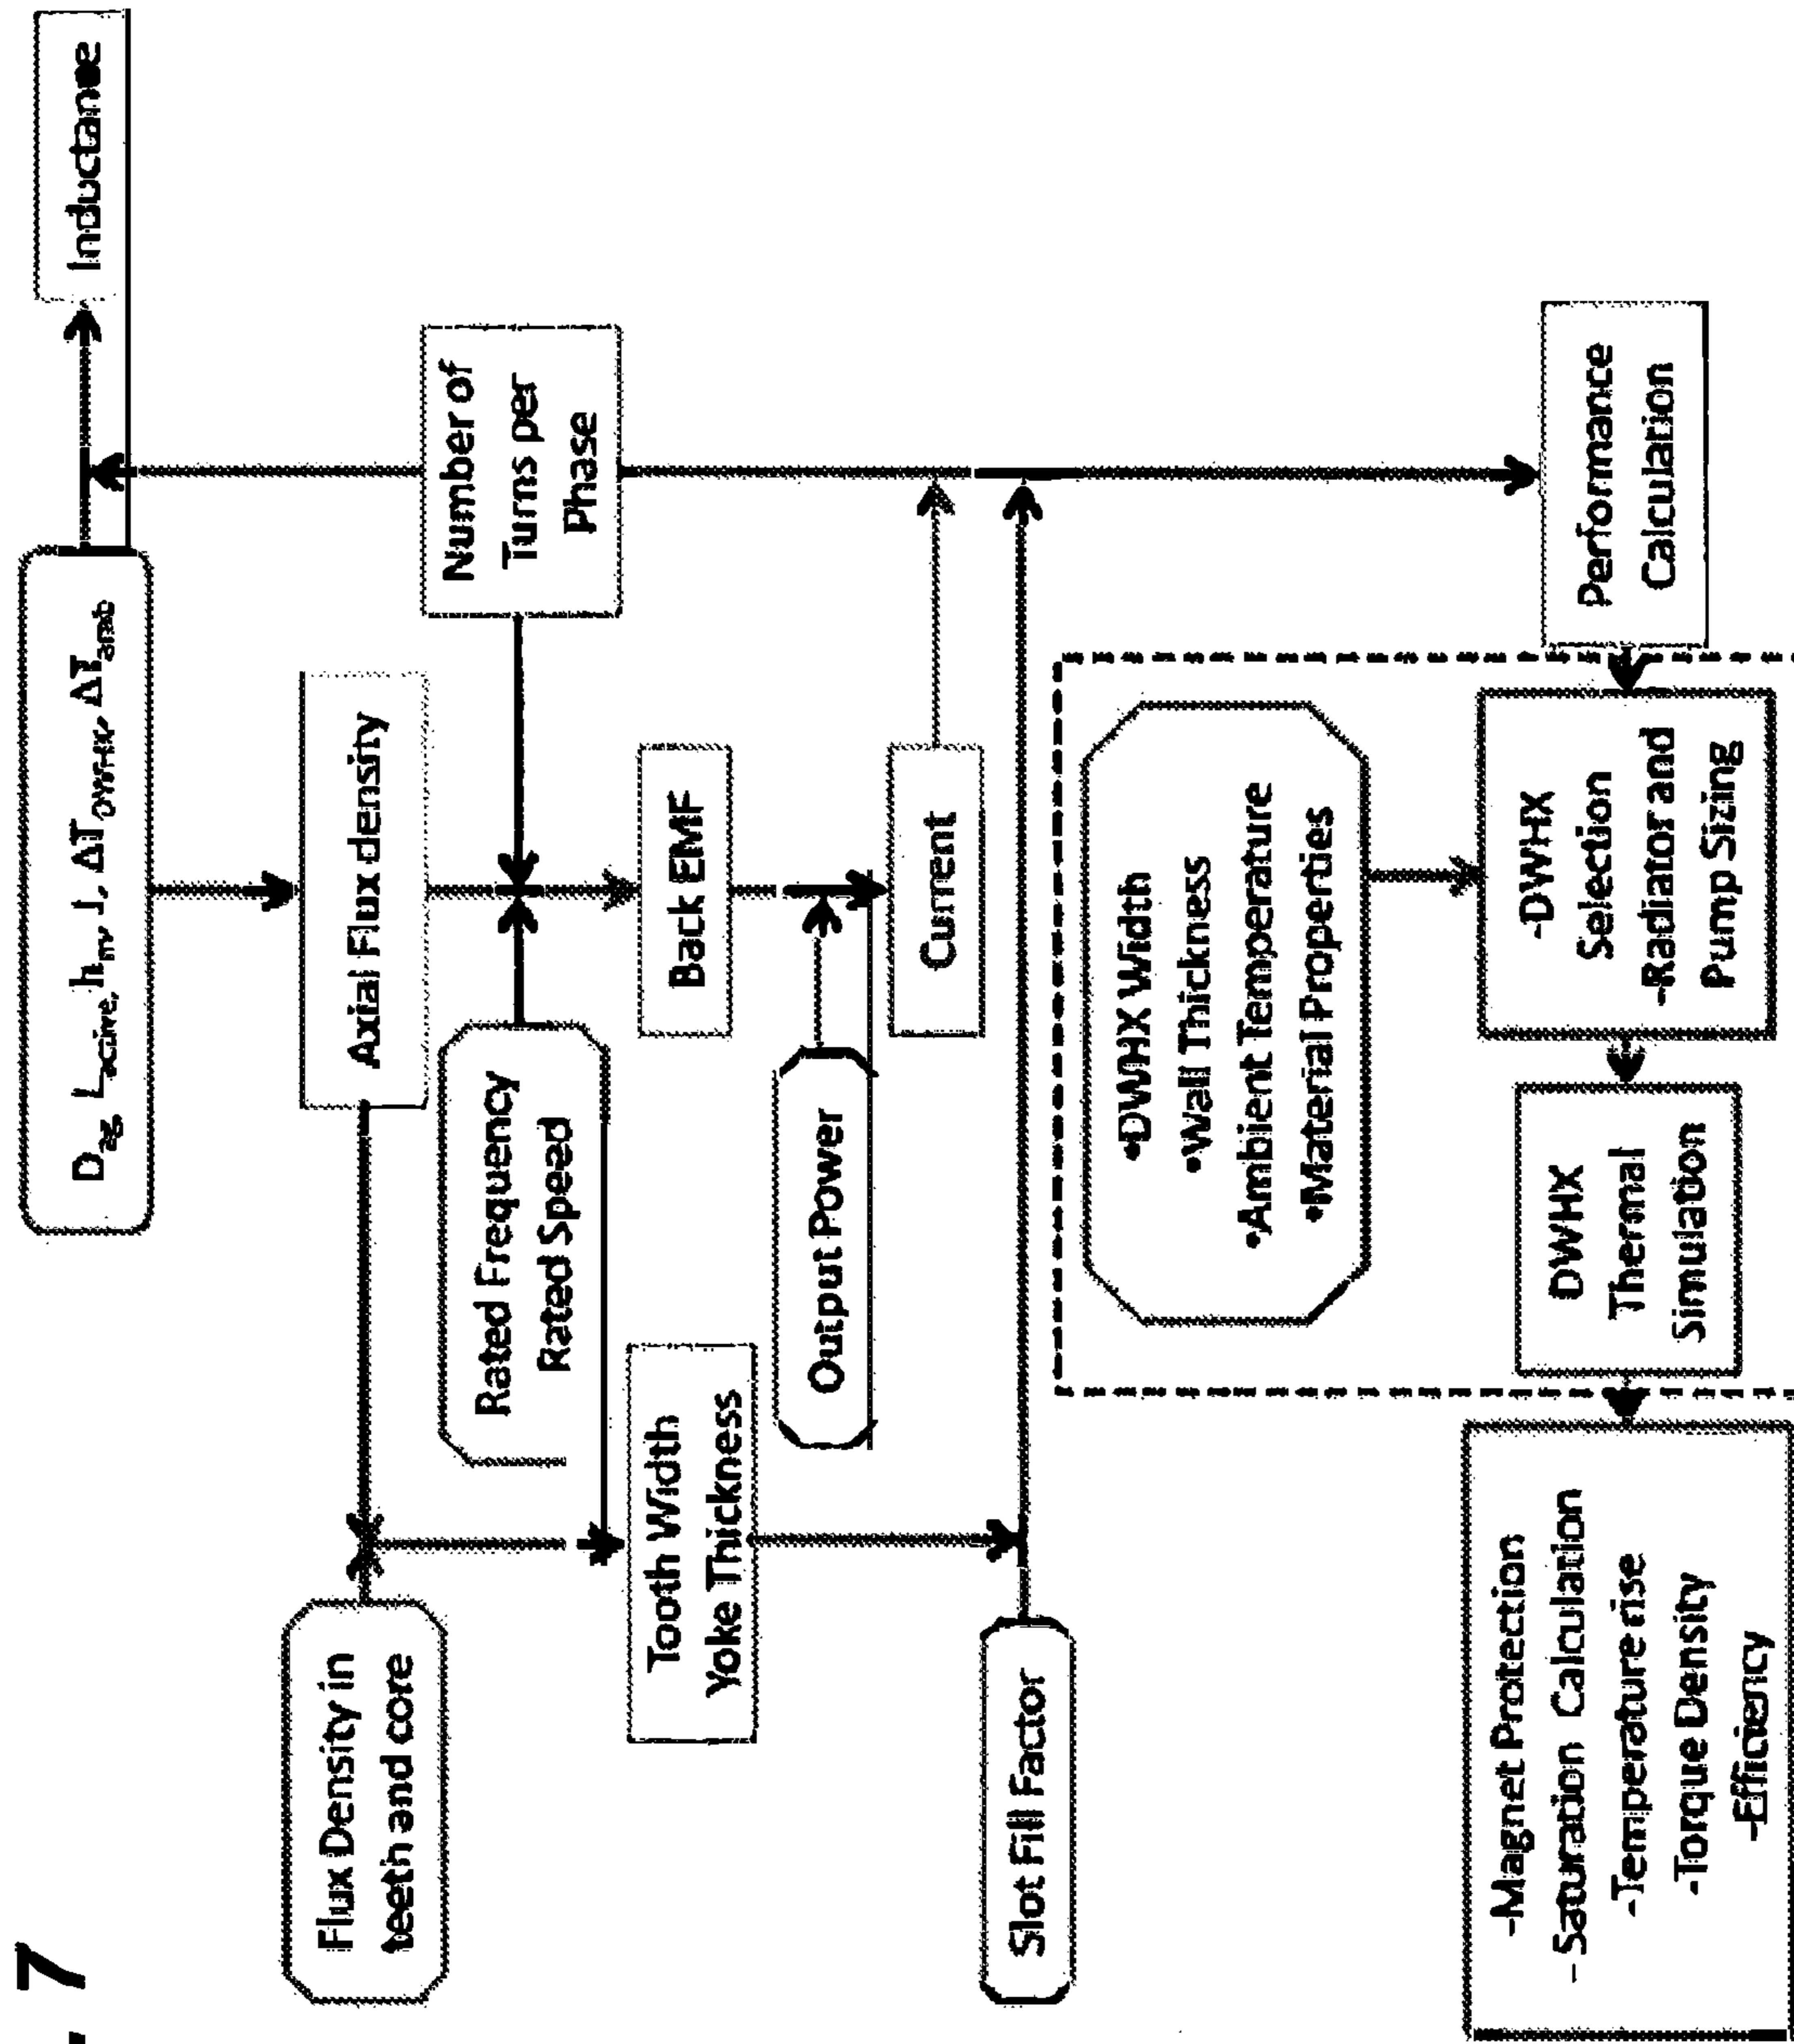 - 7
D_ag, L_active, h_m, J, ΔT_DWHX, ΔT_amb
Inductance
Flux Density in
teeth and core
Axial Flux density
Rated Frequency
Rated Speed
Number of
Turns per
Phase
Tooth Width
Yoke Thickness
Back EMF
Output Power
Current
Slot Fill Factor
•DWHX Width
•Wall Thickness
•Ambient Temperature
•Material Properties
-Magnet Protection
-Saturation Calculation
-Temperature rise
-Torque Density
-Efficiency
DWHX
Thermal
Simulation
-DWHX
Selection
-Radiator and
Pump Sizing
Performance
Calculation